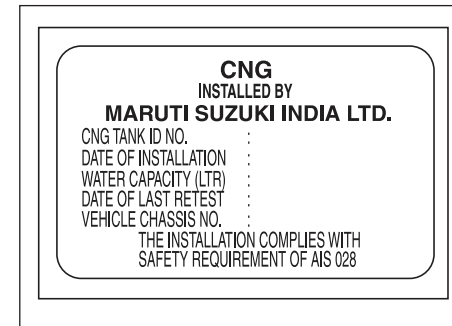 CNG
INSTALLED BY
MARUTI SUZUKI INDIA LTD.
CNG TANK ID NO. :
DATE OF INSTALLATION :
WATER CAPACITY (LTR) :
DATE OF LAST RETEST :
VEHICLE CHASSIS NO. :
THE INSTALLATION COMPLIES WITH
SAFETY REQUIREMENT OF AIS 028